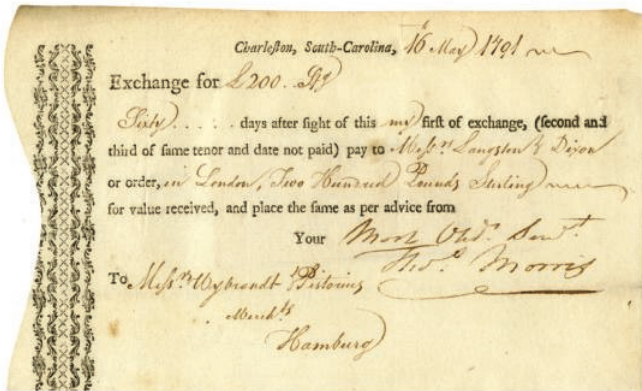 Charleston, South-Carolina, 16 May 1791
Exchange for £200. Stg
Sixty . . . . . days after sight of this my first of exchange, (second and
third of same tenor and date not paid) pay to Messrs Langston & Dixon
or order, in London, Two Hundred Pounds Sterling
for value received, and place the same as per advice from
Your Most Obdt Servt
Thos Morris
To Messrs Wybrandt & Pistorius
Merchts
Hamburg